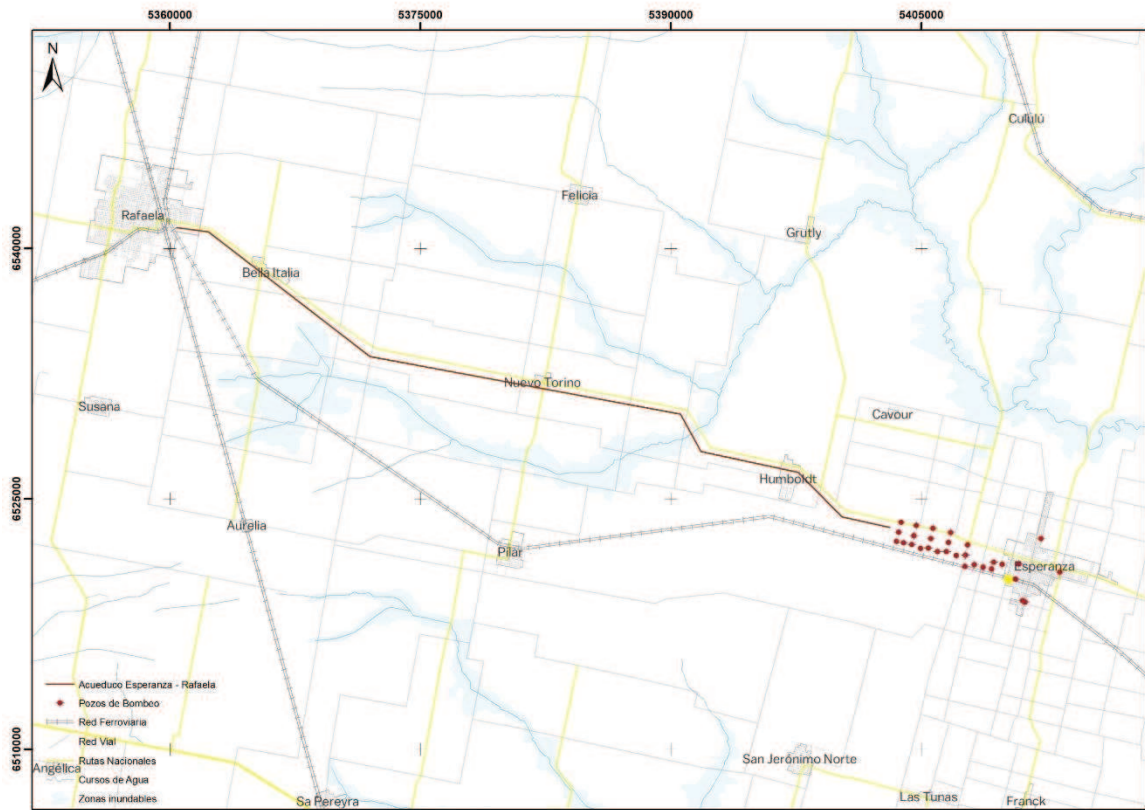 5360000
5375000
5390000
5405000
N
Cululú
Felicia
Rafaela
Grutly
6540000
Bella Italia
Nuevo Torino
Susana
Cavour
Humboldt
6525000
Aurelia
Pilar
Esperanza
Acueduco Esperanza - Rafaela
Pozos de Bombeo
Red Ferroviaria
Red Vial
Rutas Nacionales
Cursos de Agua
Zonas inundables
6510000
San Jerónimo Norte
Angélica
Sa Pereyra
Las Tunas
Franck